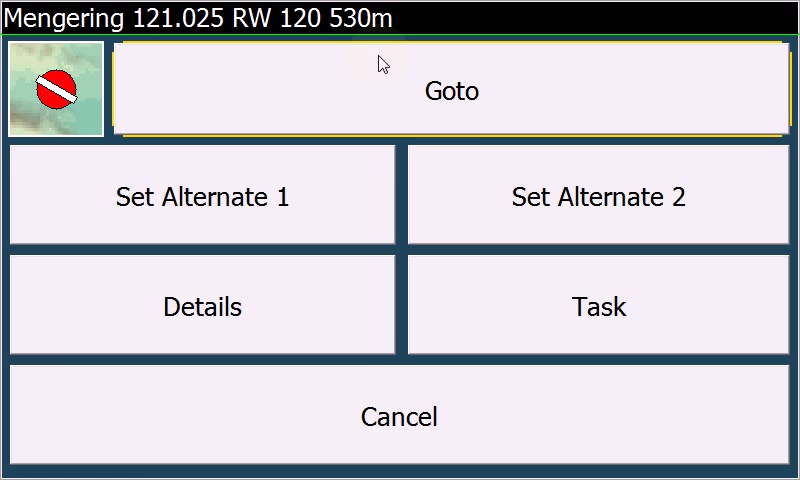 Mengering 121.025 RW 120 530m
Goto
Set Alternate 1
Set Alternate 2
Details
Task
Cancel